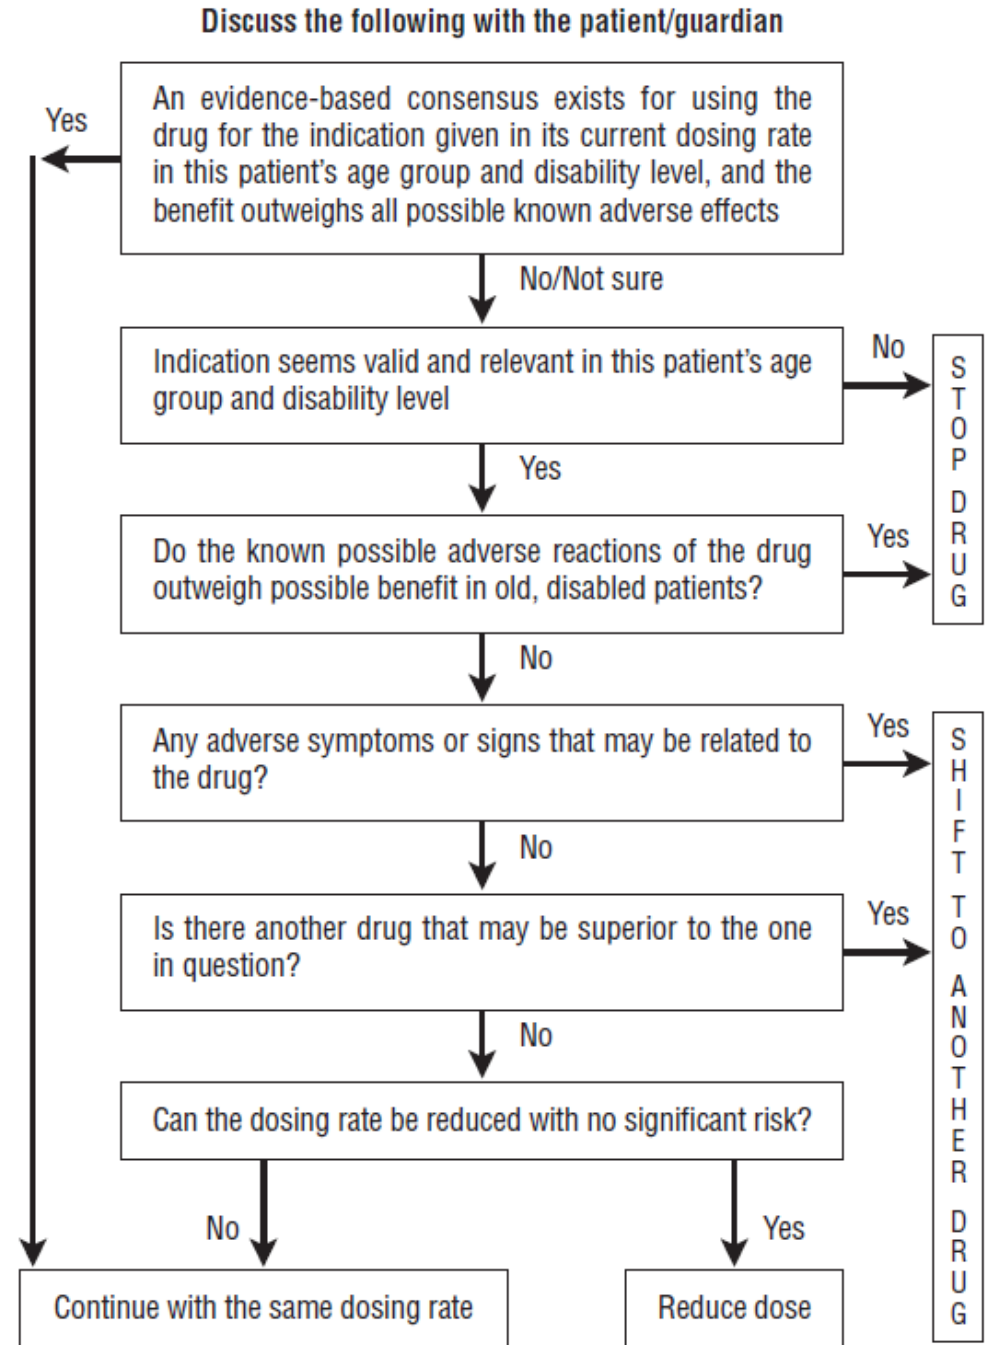 Discuss the following with the patient/guardian
Yes
An evidence-based consensus exists for using the
drug for the indication given in its current dosing rate
in this patient's age group and disability level, and the
benefit outweighs all possible known adverse effects
No/Not sure
Indication seems valid and relevant in this patient's age
group and disability level
No
Yes
Do the known possible adverse reactions of the drug
outweigh possible benefit in old, disabled patients?
Yes
STOP DRUG
No
Any adverse symptoms or signs that may be related to
the drug?
Yes
No
Is there another drug that may be superior to the one
in question?
Yes
SHIFT TO ANOTHER DRUG
No
Can the dosing rate be reduced with no significant risk?
No
Yes
Continue with the same dosing rate
Reduce dose